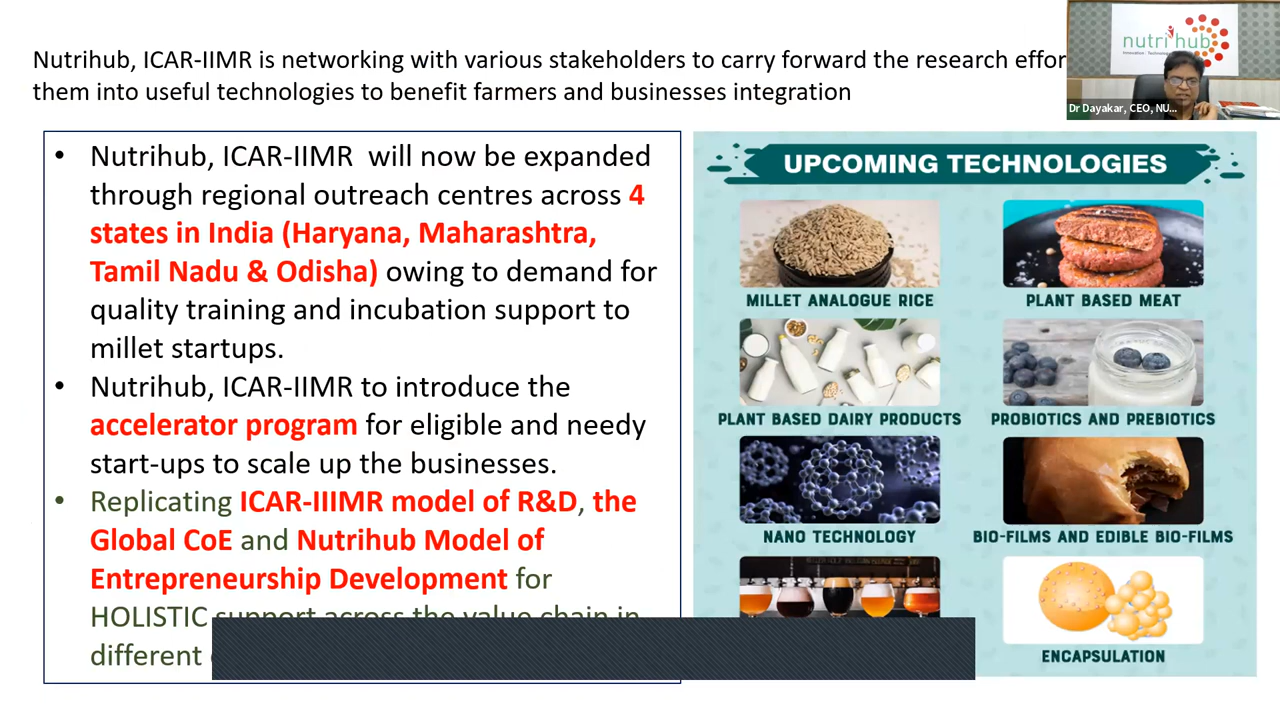 Nutrihub, ICAR-IIMR is networking with various stakeholders to carry forward the research
them into useful technologies to benefit farmers and businesses integration
nutrihub
Dr Dayakar, CEO, NU...
• Nutrihub, ICAR-IIMR will now be expanded
through regional outreach centres across 4
states in India (Haryana, Maharashtra,
Tamil Nadu & Odisha) owing to demand for
quality training and incubation support to
millet startups.
• Nutrihub, ICAR-IIMR to introduce the
accelerator program for eligible and needy
start-ups to scale up the businesses.
• Replicating ICAR-IIIMR model of R&D, the
Global CoE and Nutrihub Model of
Entrepreneurship Development for
HOLISTIC support across the value chain in
different
UPCOMING TECHNOLOGIES
MILLET ANALOGUE RICE
PLANT BASED MEAT
PLANT BASED DAIRY PRODUCTS
PROBIOTICS AND PREBIOTICS
NANO TECHNOLOGY
BIO-FILMS AND EDIBLE BIO-FILMS
ENCAPSULATION